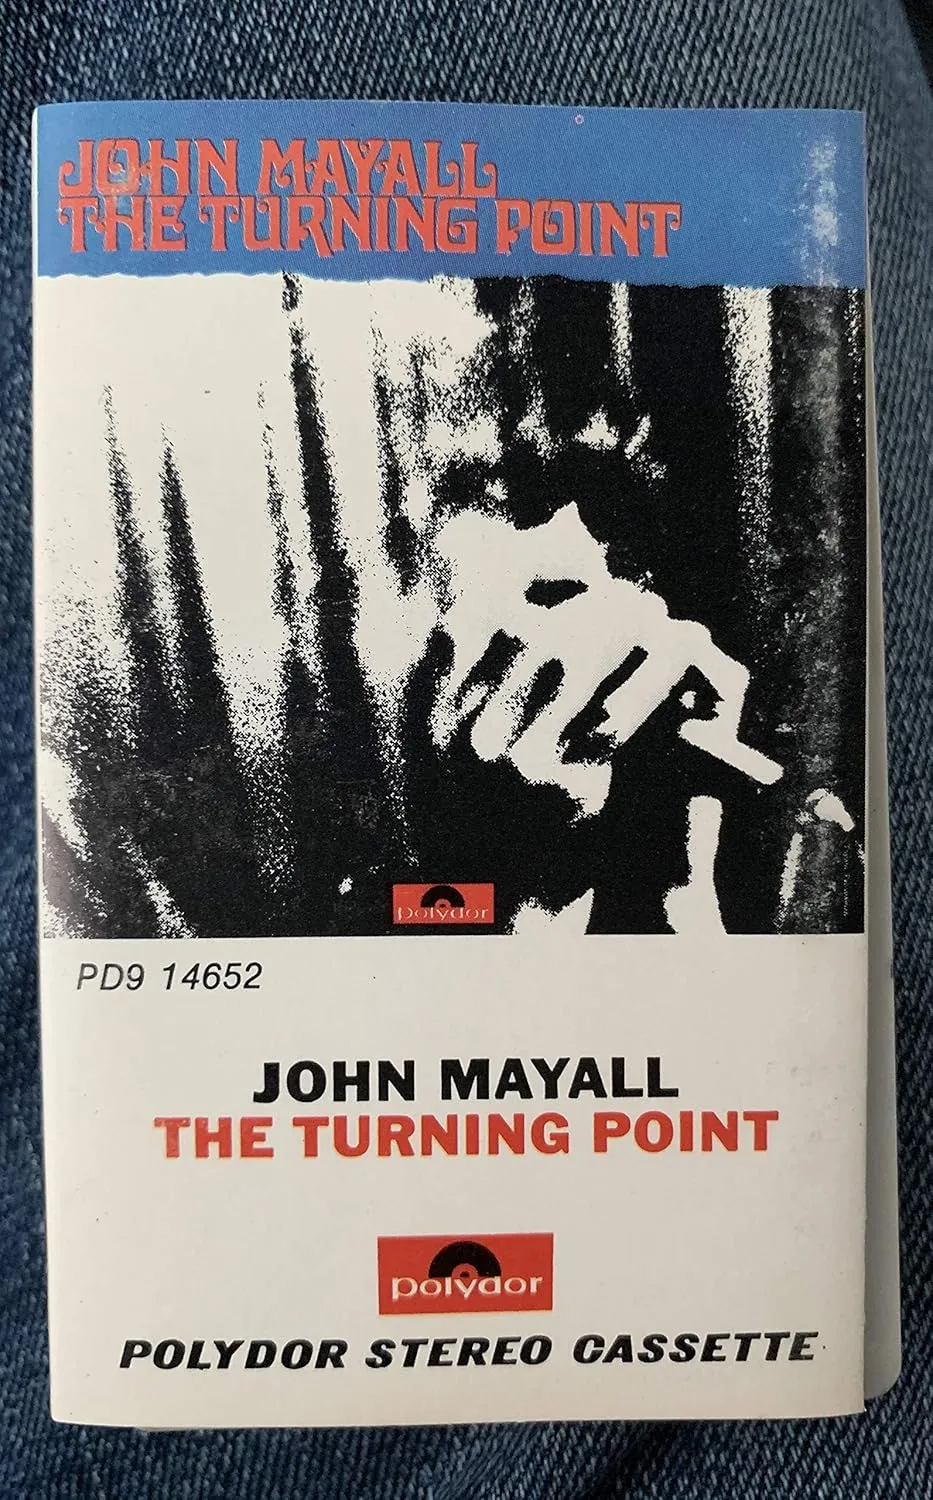 JOHN MAYALL
THE TURNING POINT
polydor
PD9 14652
JOHN MAYALL
THE TURNING POINT
polydor
POLYDOR STEREO CASSETTE